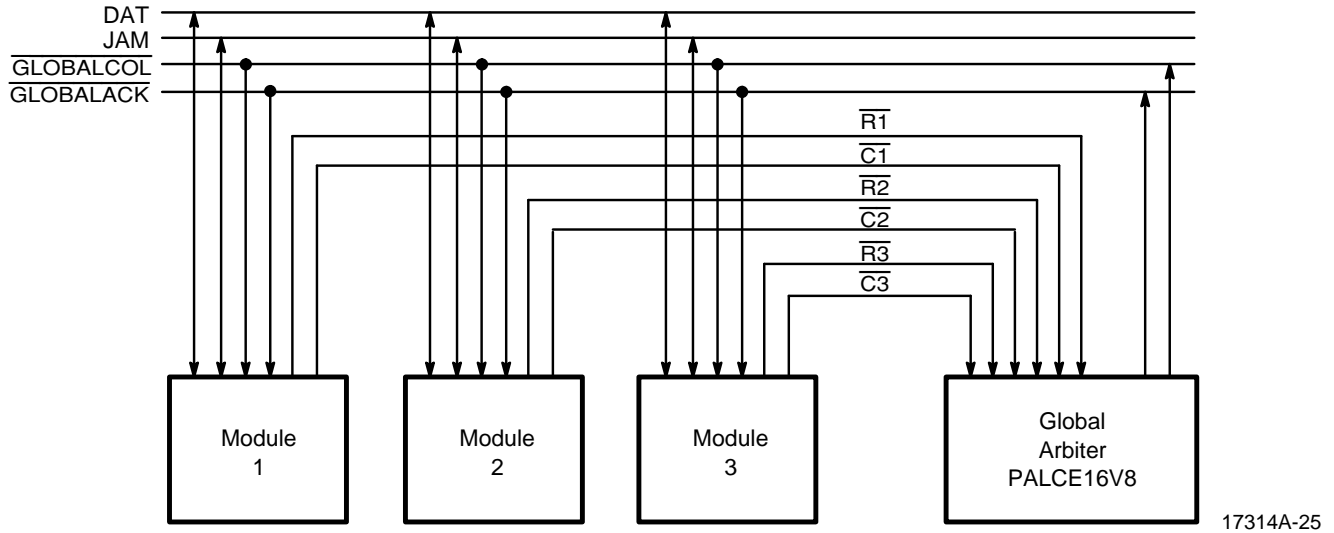 DAT
JAM
GLOBALCOL
GLOBALACK
R1
C1
R2
C2
R3
C3
Module
1
Module
2
Module
3
Global
Arbiter
PALCE16V8
17314A-25